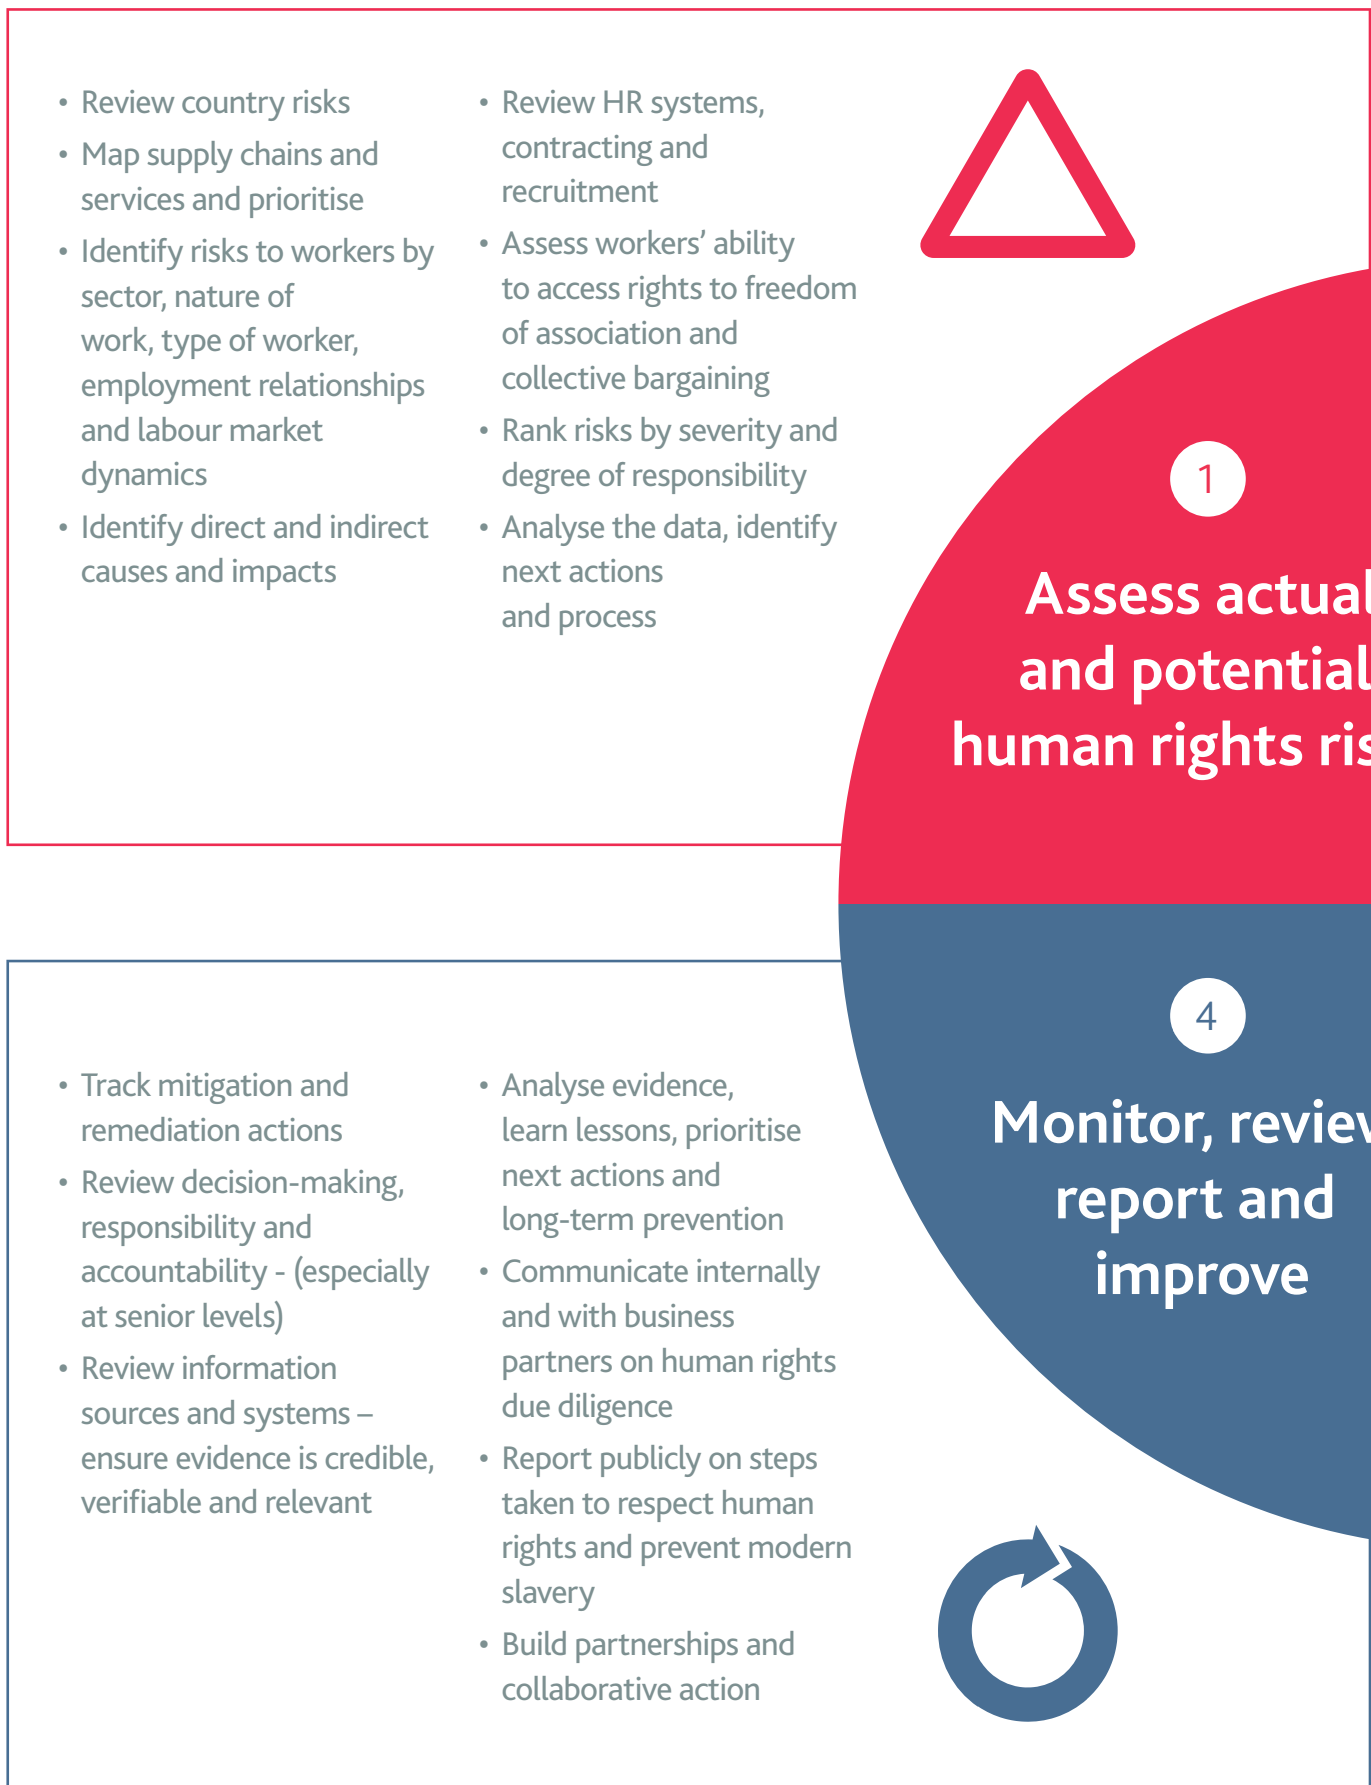 • Review country risks
• Map supply chains and
services and prioritise
• Identify risks to workers by
sector, nature of
work, type of worker,
employment relationships
and labour market
dynamics
• Identify direct and indirect
causes and impacts
• Review HR systems,
contracting and
recruitment
• Assess workers’ ability
to access rights to freedom
of association and
collective bargaining
• Rank risks by severity and
degree of responsibility
• Analyse the data, identify
next actions
and process
1
Assess actual
and potential
human rights
4
Monitor,
report and
improve
• Track mitigation and
remediation actions
• Review decision-making,
responsibility and
accountability - (especially
at senior levels)
• Review information
sources and systems –
ensure evidence is credible,
verifiable and relevant
• Analyse evidence,
learn lessons, prioritise
next actions and
long-term prevention
• Communicate internally
and with business
partners on human rights
due diligence
• Report publicly on steps
taken to respect human
rights and prevent modern
slavery
• Build partnerships and
collaborative action